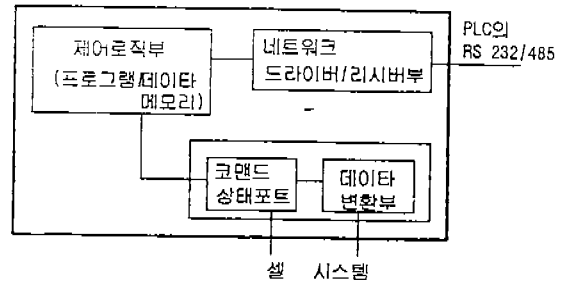 제어로직부
(프로그램/데이타
메모리)
네트워크
드라이버/리시버부
PLC의
RS 232/485
코맨드
상태포트
데이타
변환부
셀
시스템